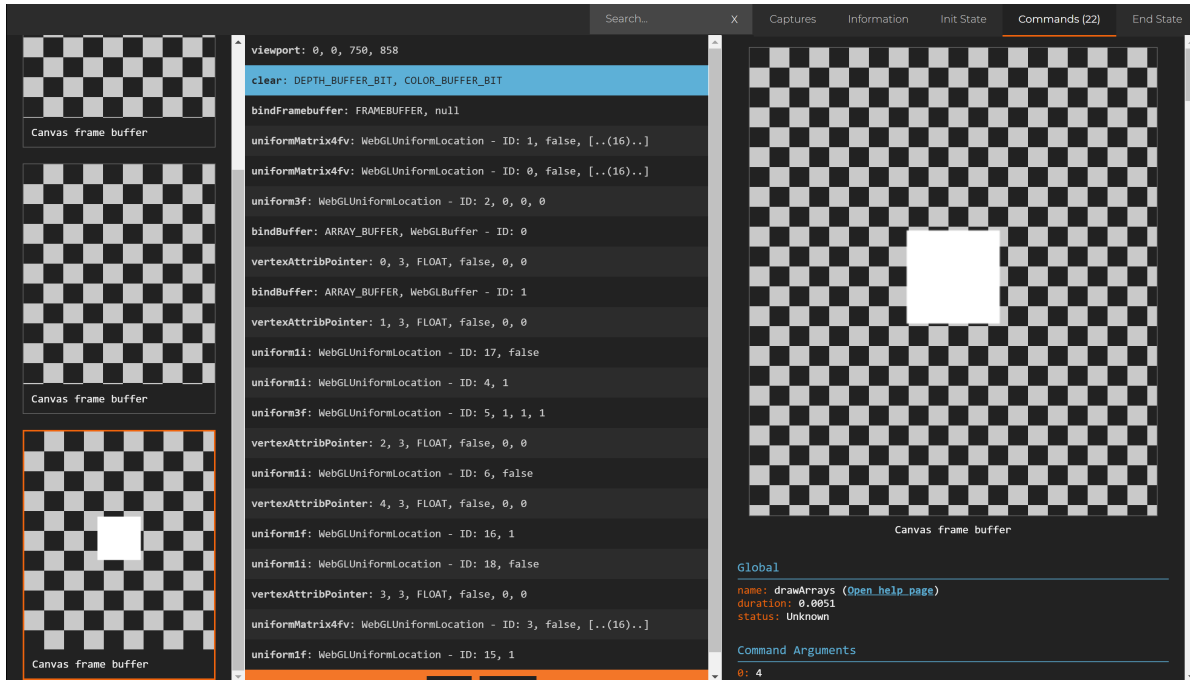 Search... X Captures Information Init State Commands (22) End State
Canvas frame buffer
Canvas frame buffer
Canvas frame buffer
viewport: 0, 0, 750, 858
clear: DEPTH_BUFFER_BIT, COLOR_BUFFER_BIT
bindFramebuffer: FRAMEBUFFER, null
uniformMatrix4fv: WebGLUniformLocation - ID: 1, false, [..(16)..]
uniformMatrix4fv: WebGLUniformLocation - ID: 0, false, [..(16)..]
uniform3f: WebGLUniformLocation - ID: 2, 0, 0, 0
bindBuffer: ARRAY_BUFFER, WebGLBuffer - ID: 0
vertexAttribPointer: 0, 3, FLOAT, false, 0, 0
bindBuffer: ARRAY_BUFFER, WebGLBuffer - ID: 1
vertexAttribPointer: 1, 3, FLOAT, false, 0, 0
uniform1i: WebGLUniformLocation - ID: 17, false
uniform1i: WebGLUniformLocation - ID: 4, 1
uniform3f: WebGLUniformLocation - ID: 5, 1, 1, 1
vertexAttribPointer: 2, 3, FLOAT, false, 0, 0
uniform1i: WebGLUniformLocation - ID: 6, false
vertexAttribPointer: 4, 3, FLOAT, false, 0, 0
uniform1f: WebGLUniformLocation - ID: 16, 1
uniform1i: WebGLUniformLocation - ID: 18, false
vertexAttribPointer: 3, 3, FLOAT, false, 0, 0
uniformMatrix4fv: WebGLUniformLocation - ID: 3, false, [..(16)..]
uniform1f: WebGLUniformLocation - ID: 15, 1
Canvas frame buffer
Global
name: drawArrays (Open help page)
duration: 0.0051
status: Unknown
Command Arguments
0: 4